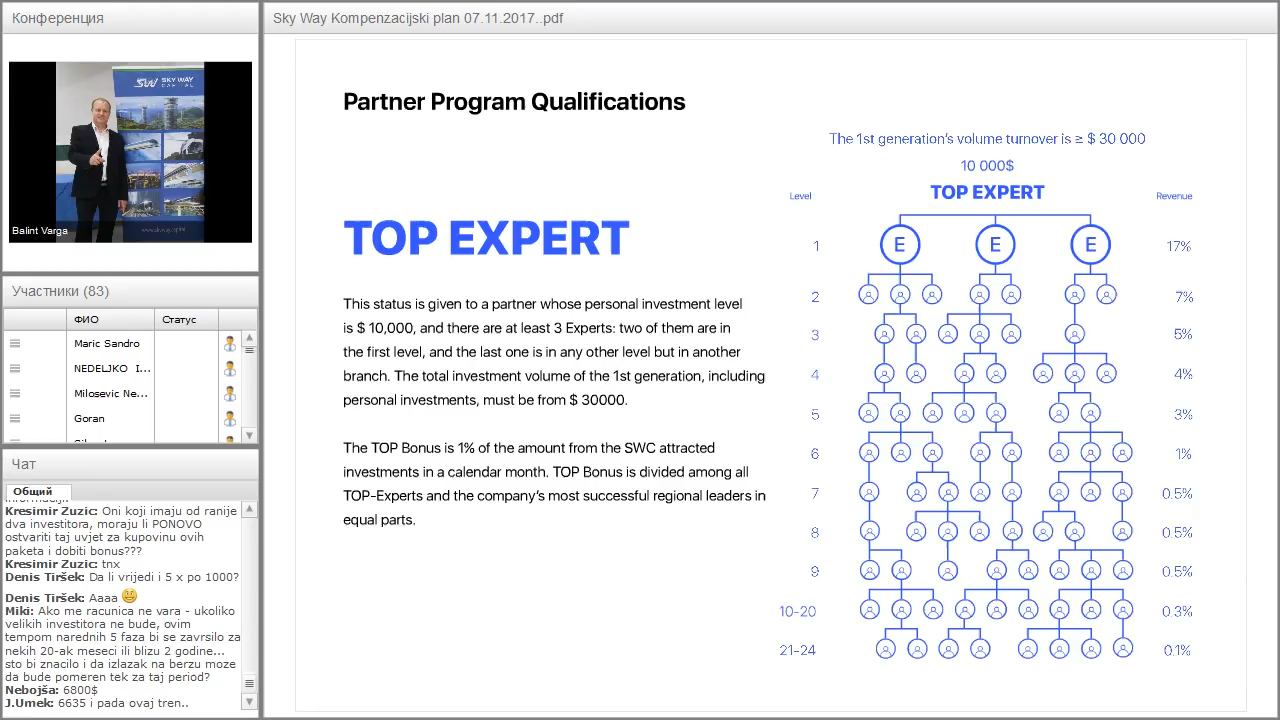 Конференция
SKY WAY
CAPITAL
Balint Varga
Участники (83)
ФИО
Статус
Maric Sandro
NEDELJKO I...
Milosevic Ne...
Goran
Чат
Общий
Kresimir Zuzic: Oni koji imaju od ranije
dva investitora, moraju li PONOVO
ostvariti taj uvjet za kupovinu ovih
paketa i dobiti bonus???
Kresimir Zuzic: tnx
Denis Tiršek: Da li vrijedi i 5 x po 1000?
Denis Tiršek: Aaaa
Miki: Ako me racunica ne vara - ukoliko
velikih investitora ne bude, ovim
tempom narednih 5 faza bi se zavrsilo za
nekih 20-ak meseci ili blizu 2 godine...
sto bi znacilo i da izlazak na berzu moze
da bude pomeren tek za taj period?
Nebojša: 6800$
J.Umek: 6635 i pada ovaj tren..
Sky Way Kompenzacijski plan 07.11.2017..pdf
Partner Program Qualifications
TOP EXPERT
This status is given to a partner whose personal investment level
is $ 10,000, and there are at least 3 Experts: two of them are in
the first level, and the last one is in any other level but in another
branch. The total investment volume of the 1st generation, including
personal investments, must be from $ 30000.
The TOP Bonus is 1% of the amount from the SWC attracted
investments in a calendar month. TOP Bonus is divided among all
TOP-Experts and the company's most successful regional leaders in
equal parts.
The 1st generation's volume turnover is ≥ $ 30 000
10 000$
Level
TOP EXPERT
Revenue
1 E E E 17%
2 7%
3 5%
4 4%
5 3%
6 1%
7 0.5%
8 0.5%
9 0.5%
10-20 0.3%
21-24 0.1%